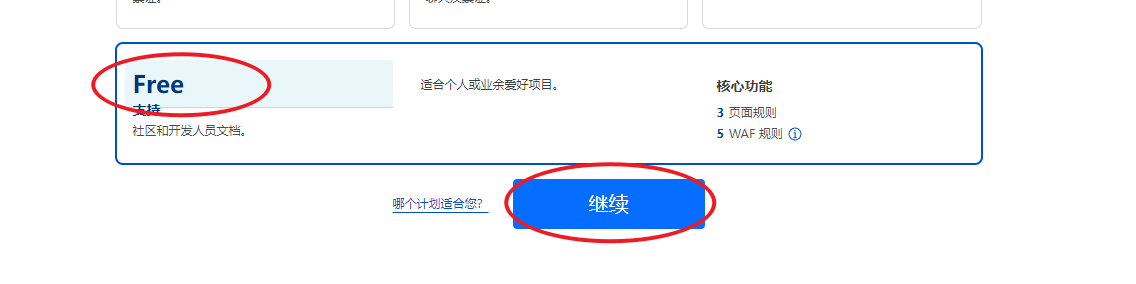 Free
支持
社区和开发人员文档。
适合个人或业余爱好项目。
核心功能
3 页面规则
5 WAF 规则
哪个计划适合您?
继续